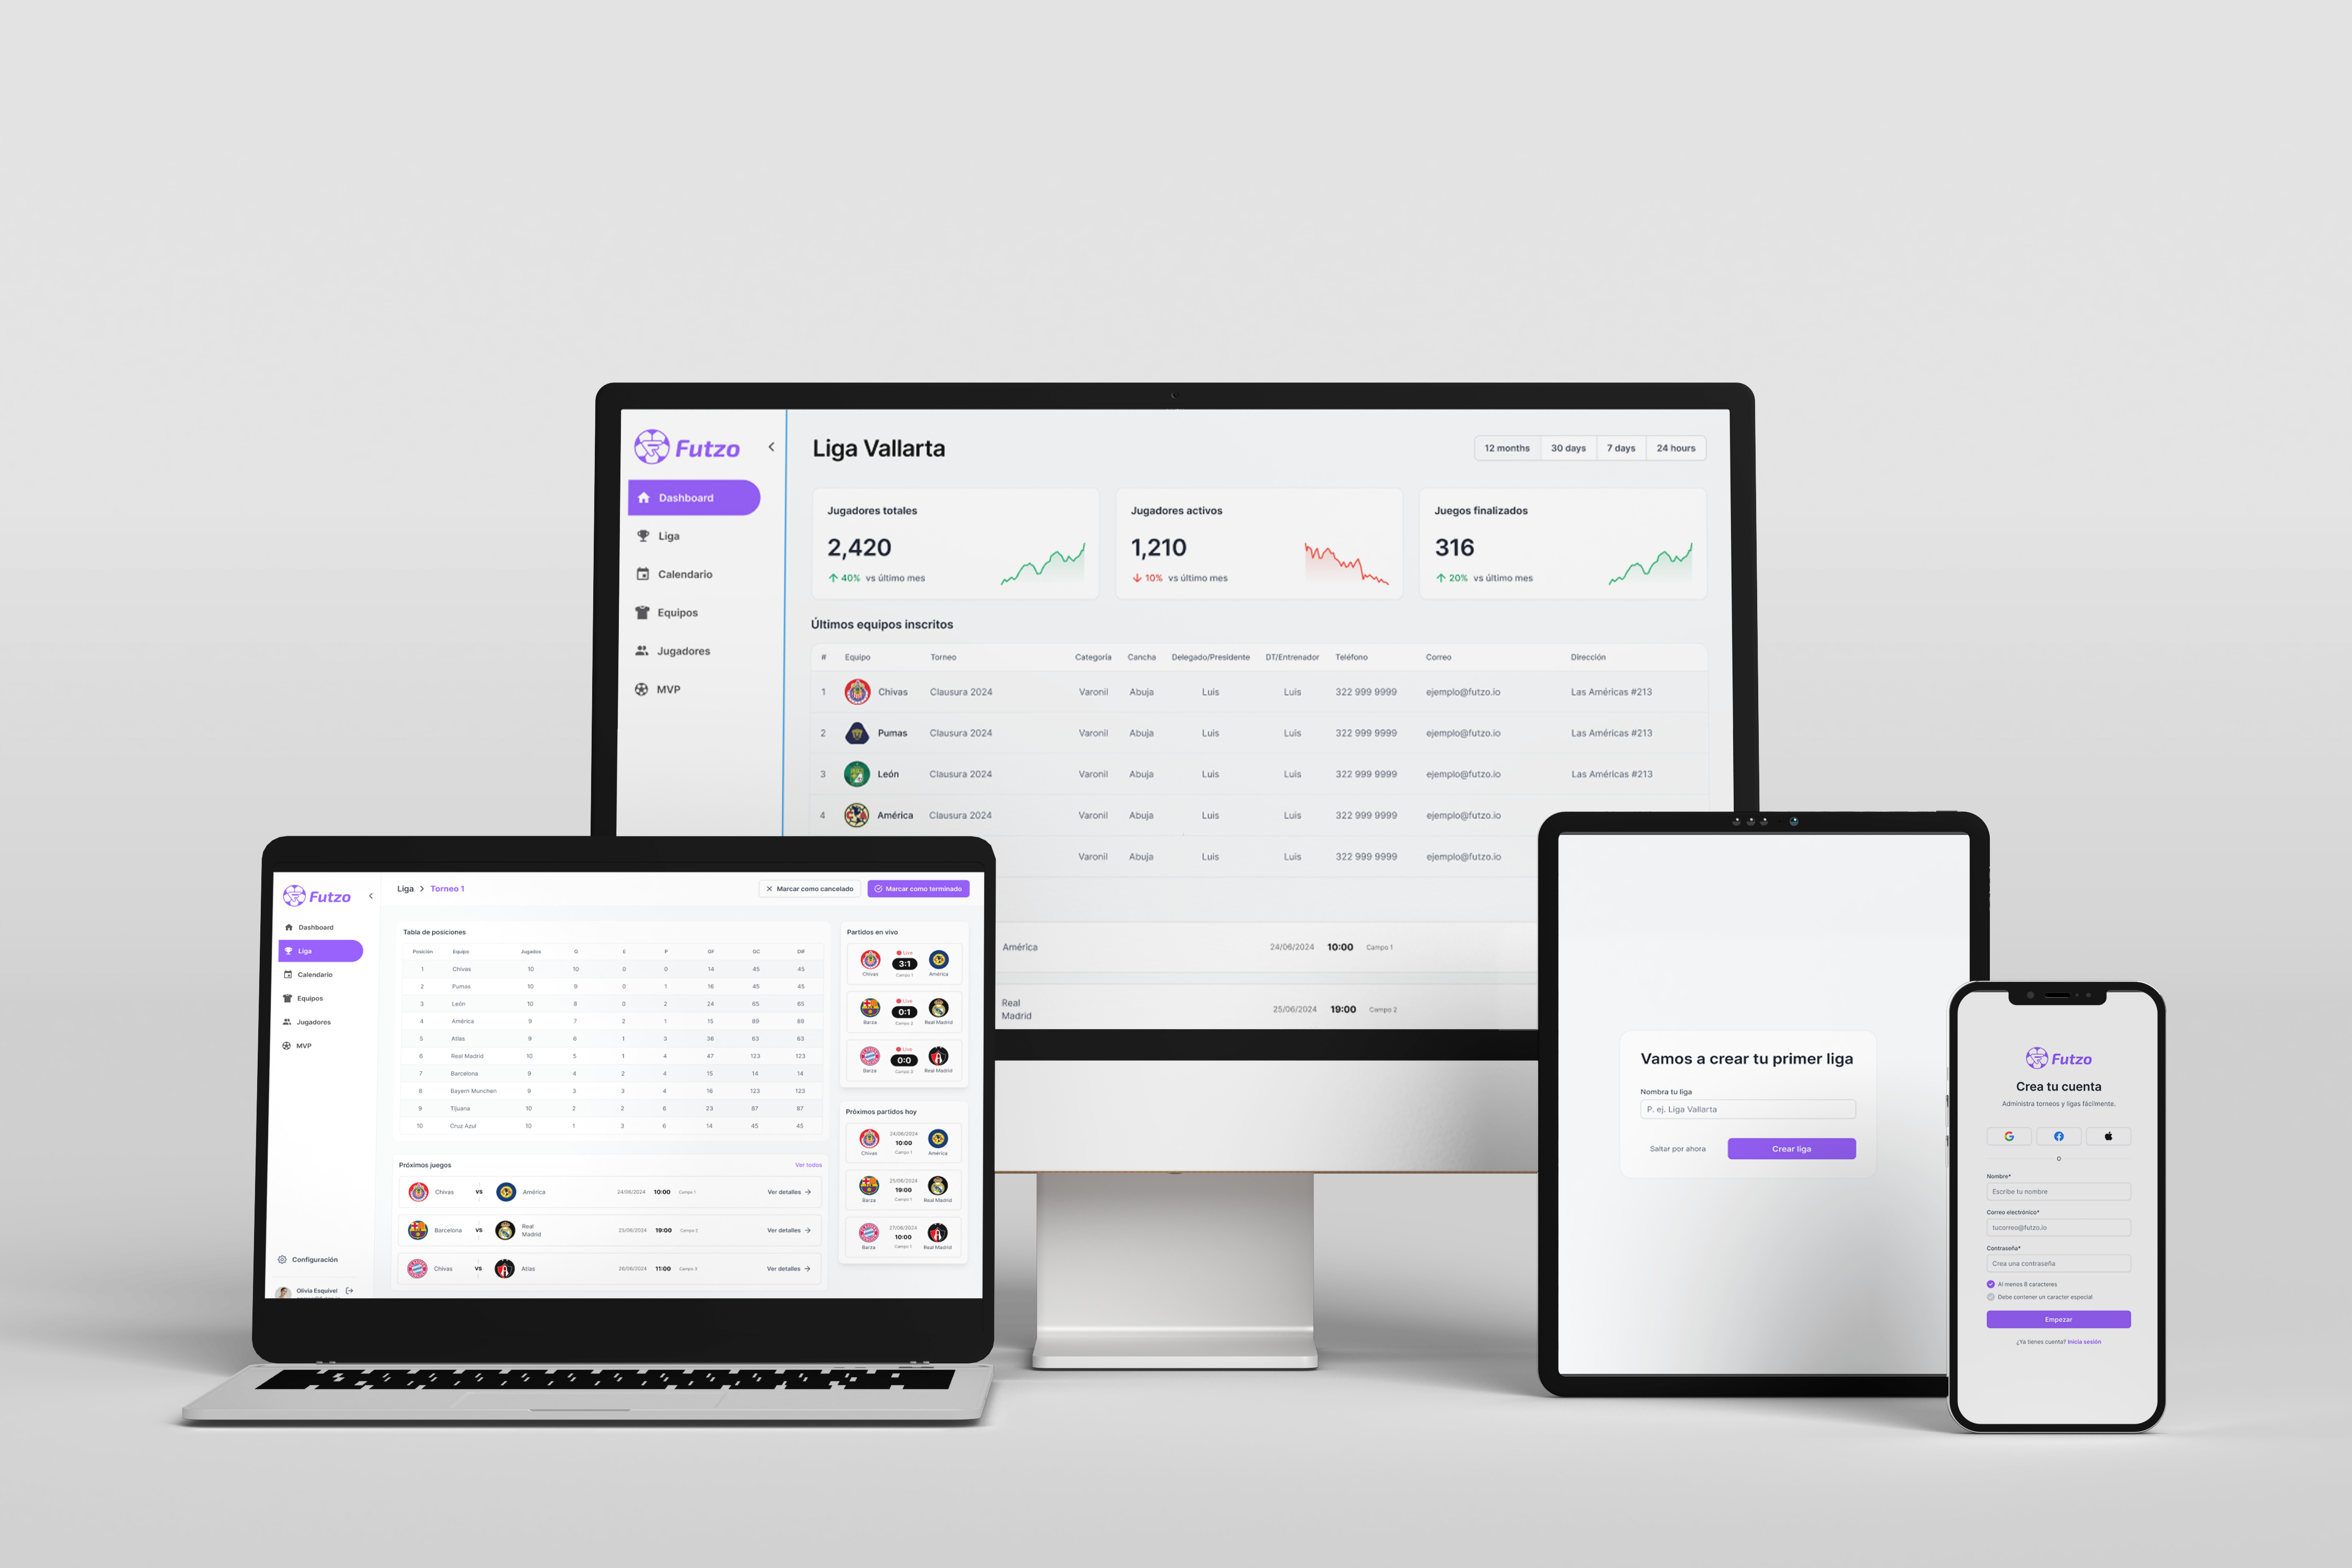 Futzo
Dashboard
Liga
Calendario
Equipos
Jugadores
MVP
Liga Vallarta
12 months 30 days 7 days 24 hours
Jugadores totales
2,420
40% vs último mes
Jugadores activos
1,210
10% vs último mes
Juegos finalizados
316
20% vs último mes
Últimos equipos inscritos
# Equipo Torneo Categoría Cancha Delegado/Presidente DT/Entrenador Teléfono Correo Dirección
1 Chivas Clausura 2024 Varonil Abuja Luis Luis 322 999 9999 ejemplo@futzo.io Las Américas #213
2 Pumas Clausura 2024 Varonil Abuja Luis Luis 322 999 9999 ejemplo@futzo.io Las Américas #213
3 León Clausura 2024 Varonil Abuja Luis Luis 322 999 9999 ejemplo@futzo.io Las Américas #213
4 América Clausura 2024 Varonil Abuja Luis Luis 322 999 9999 ejemplo@futzo.io
Varonil Abuja Luis Luis 322 999 9999 ejemplo@futzo.io
América 24/06/2024 10:00 Campo 1
Real
Madrid 25/06/2024 19:00 Campo 2
Futzo
Dashboard
Liga
Calendario
Equipos
Jugadores
MVP
Configuración
Olivia Esquivel
Liga > Torneo 1
Marcar como cancelado
Marcar como terminado
Tabla de posiciones
Posición Equipo Jugados G E P GF GC DIF
1 Chivas 10 10 0 0 14 45 45
2 Pumas 10 9 0 1 16 45 45
3 León 10 8 0 2 24 65 65
4 América 9 7 2 1 15 89 89
5 Atlas 9 6 1 3 36 63 63
6 Real Madrid 10 5 1 4 47 123 123
7 Barcelona 9 4 2 4 15 14 14
8 Bayern Munchen 9 3 3 4 16 123 123
9 Tijuana 10 2 2 6 23 87 87
10 Cruz Azul 10 1 3 6 14 45 45
Próximos juegos Ver todos
Chivas vs América 24/06/2024 10:00 Campo 1 Ver detalles
Barcelona vs Real
Madrid 25/06/2024 19:00 Campo 2 Ver detalles
Chivas vs Atlas 26/06/2024 11:00 Campo 3 Ver detalles
Partidos en vivo
Live
3:1
Chivas Campo 1 América
Live
0:1
Barza Campo 2 Real Madrid
Live
0:0
Barza Campo 3 Real Madrid
Próximos partidos hoy
24/06/2024
10:00
Chivas Campo 1 América
25/06/2024
19:00
Barza Campo 1 Real Madrid
27/06/2024
10:00
Barza Campo 1 Real Madrid
Vamos a crear tu primer liga
Nombra tu liga
P. ej. Liga Vallarta
Saltar por ahora
Crear liga
Futzo
Crea tu cuenta
Administra torneos y ligas fácilmente.
O
Nombre*
Escribe tu nombre
Correo electrónico*
tucorreo@futzo.io
Contraseña*
Crea una contraseña
Al menos 8 caracteres
Debe contener un caracter especial
Empezar
¿Ya tienes cuenta? Inicia sesión